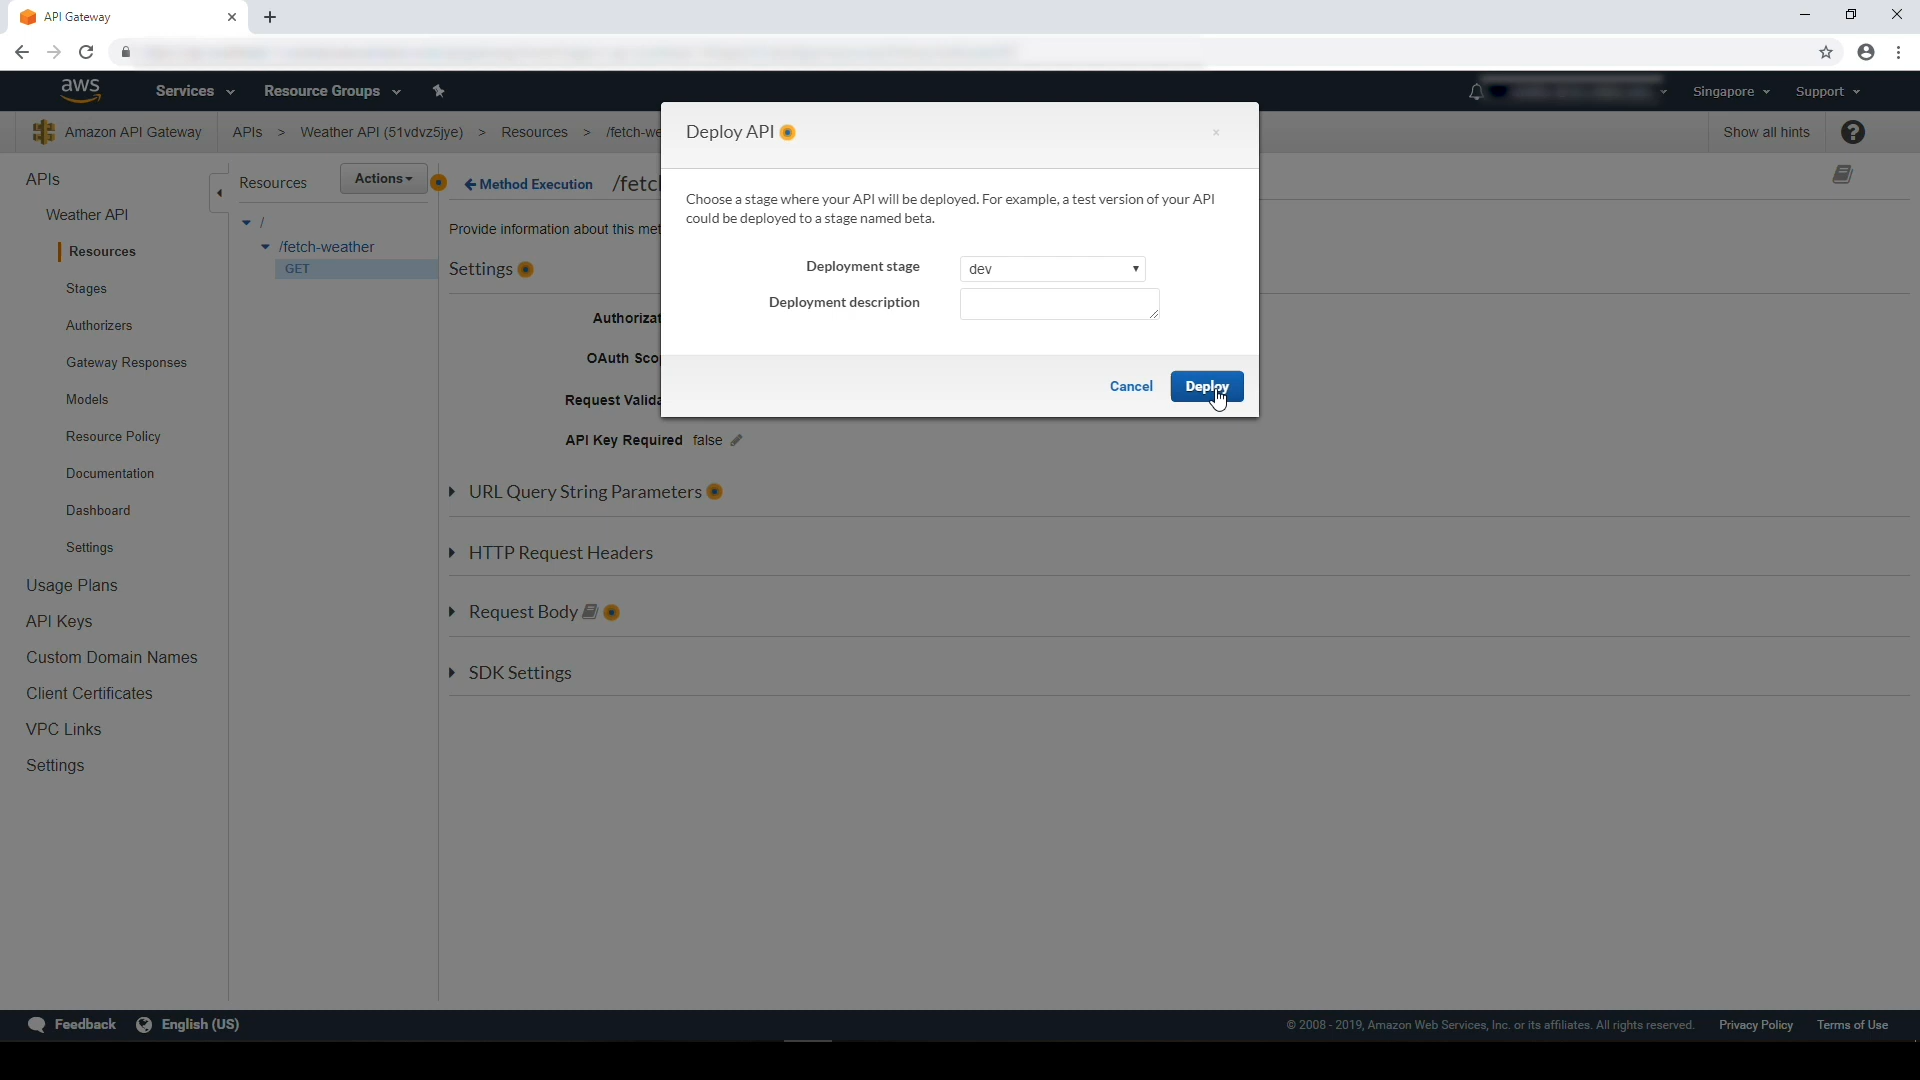 API Gateway
aws
Services
Resource Groups
Singapore
Support
Amazon API Gateway
APIs > Weather API (51vdvz5jye) > Resources > /fetch-we
Show all hints
APIs
Weather API
Resources
Stages
Authorizers
Gateway Responses
Models
Resource Policy
Documentation
Dashboard
Settings
Usage Plans
API Keys
Custom Domain Names
Client Certificates
VPC Links
Settings
Resources
Actions
/
/fetch-weather
GET
Method Execution /fetch
Provide information about this met
Settings
Authorizat
OAuth Scop
Request Valida
API Key Required false
URL Query String Parameters
HTTP Request Headers
Request Body
SDK Settings
Deploy API
Choose a stage where your API will be deployed. For example, a test version of your API
could be deployed to a stage named beta.
Deployment stage dev
Deployment description
Cancel
Deploy
Feedback
English (US)
© 2008 - 2019, Amazon Web Services, Inc. or its affiliates. All rights reserved.
Privacy Policy
Terms of Use